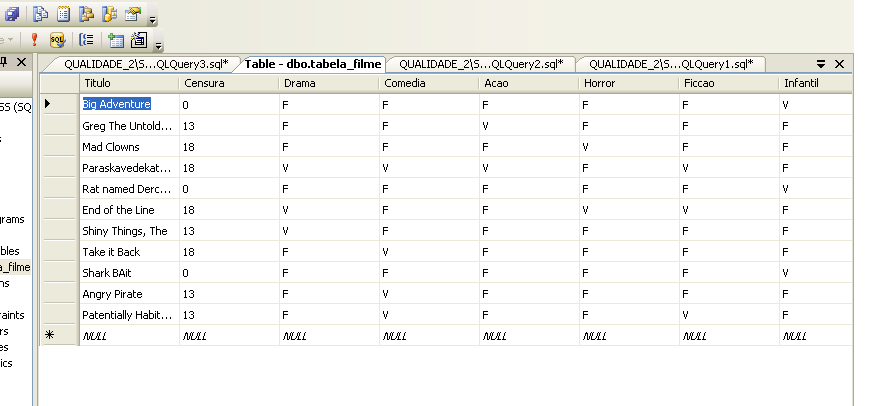 QUALIDADE_2\S...QLQuery3.sql* Table - dbo.tabela_filme QUALIDADE_2\S...QLQuery2.sql* QUALIDADE_2\S...QLQuery1.sql*
Titulo Censura Drama Comedia Acao Horror Ficcao Infantil
Big Adventure 0 F F F F F V
SS (SQ
Greg The Untold... 13 F F V F F F
Mad Clowns 18 F F F V F F
Paraskavedekat... 18 V V V F V F
Rat named Derc... 0 F F F F F V
End of the Line 18 V F F V V F
grams
Shiny Things, The 13 V F F F F F
bles
Take it Back 18 F V F F F F
a_filme
Shark BAit 0 F F F F F V
ns
Angry Pirate 13 F V F F F F
aints
Patentially Habit... 13 F V F F V F
rs
NULL NULL NULL NULL NULL NULL NULL NULL
es
ics